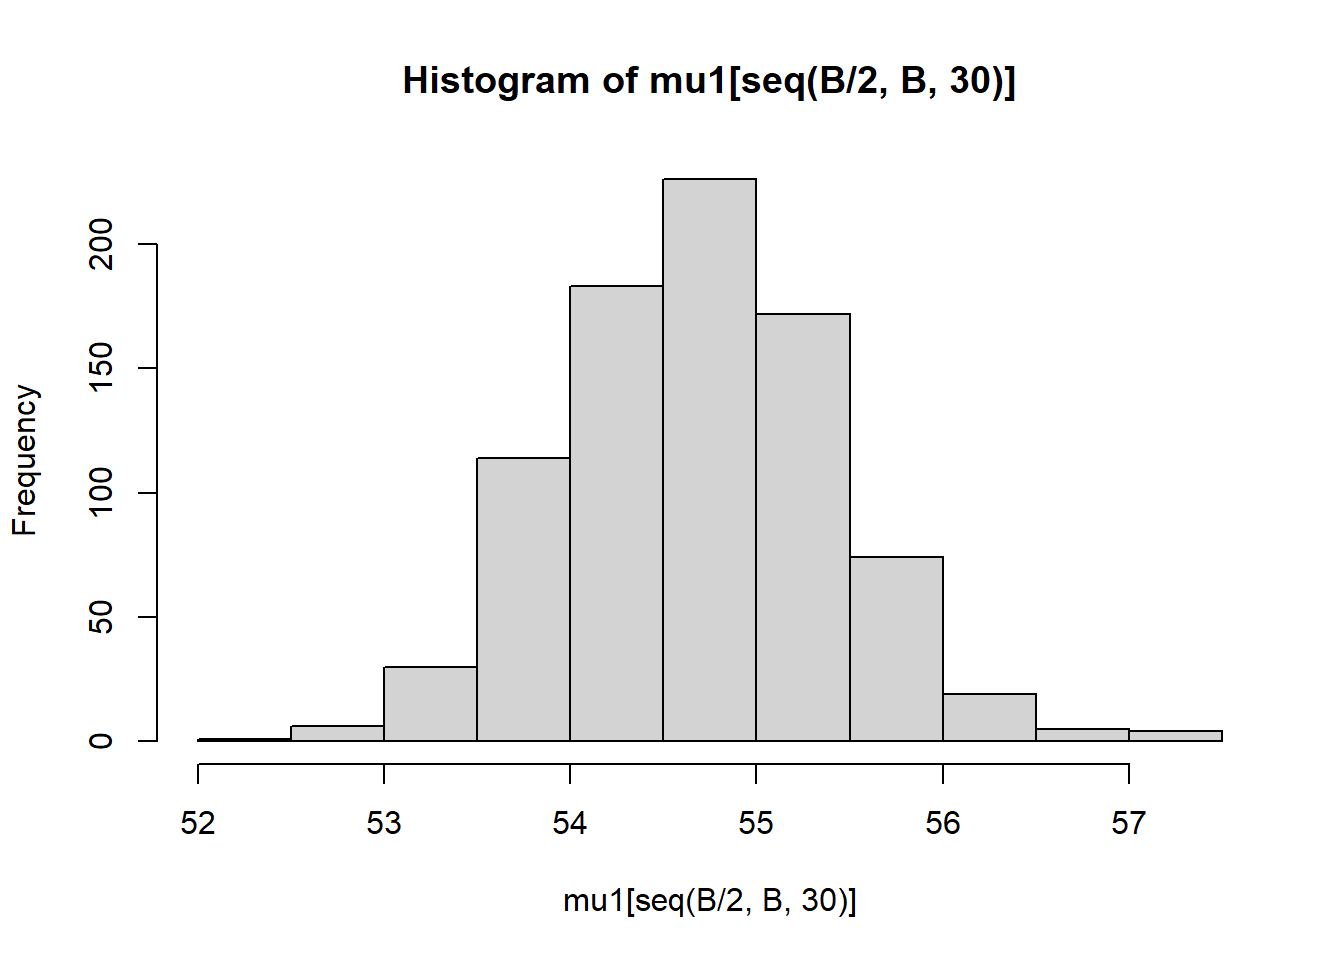 Histogram of mu1[seq(B/2, B, 30)]
Frequency
200
150
100
50
0
52 53 54 55 56 57
mu1[seq(B/2, B, 30)]